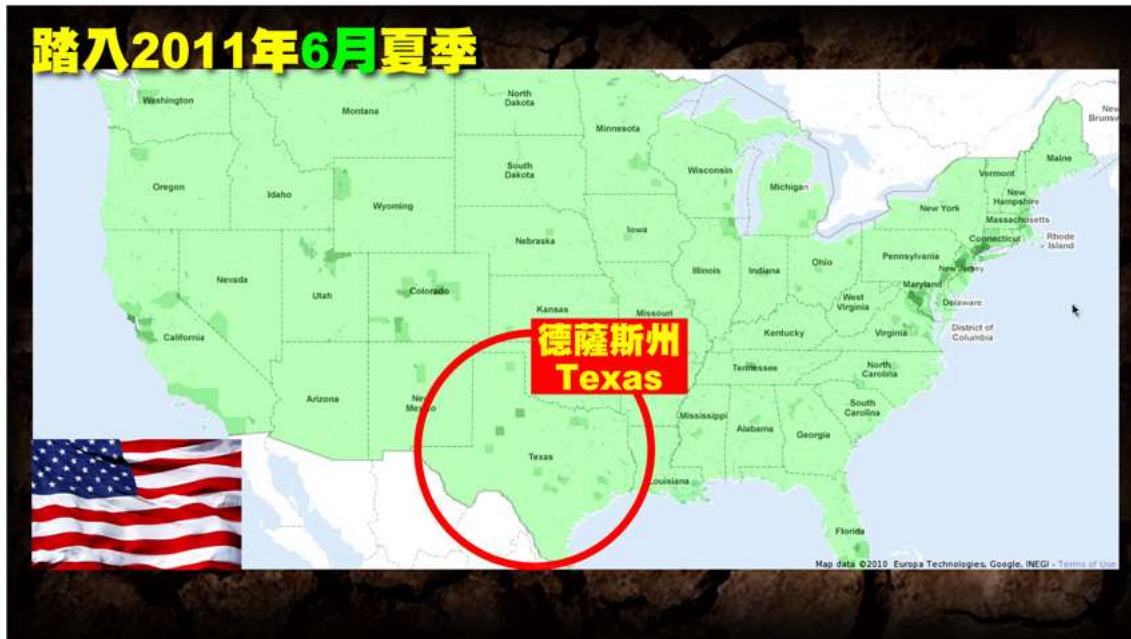 踏入2011年6月夏季
North
Dakota
Washington
Montana
Minnesota
New
Brunsw
Maine
South
Dakota
Wisconsin
Michigan
Vermont
New
Hampshire
Oregon
Idaho
Wyoming
New York
Massachusetts
Rhode
Island
Connecticut
Iowa
Nebraska
Pennsylvania
New Jersey
Ohio
Illinois
Indiana
Nevada
Utah
Colorado
Maryland
Delaware
West
Virginia
Kansas
Missouri
Virginia
District of
Columbia
California
Kentucky
德薩斯州
Texas
Tennessee
North
Carolina
Arizona
New
Mexico
South
Carolina
Mississippi
Alabama
Georgia
Texas
Louisiana
Florida
Map data ©2010 Europa Technologies, Google, INEGI - Terms of Use